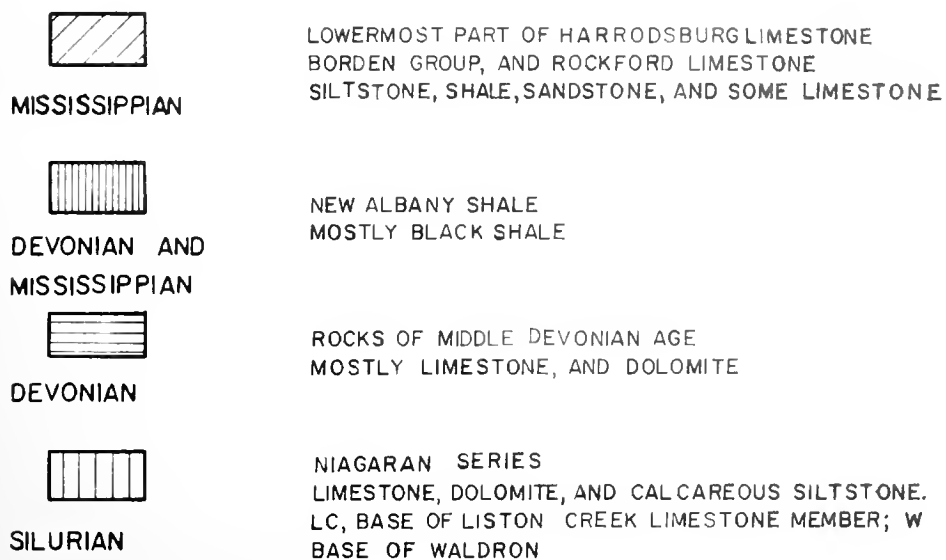 LOWERMOST PART OF HARRODSBURG LIMESTONE
BORDEN GROUP, AND ROCKFORD LIMESTONE
SILTSTONE, SHALE, SANDSTONE, AND SOME LIMESTONE
MISSISSIPPIAN
NEW ALBANY SHALE
MOSTLY BLACK SHALE
DEVONIAN AND
MISSISSIPPIAN
ROCKS OF MIDDLE DEVONIAN AGE
MOSTLY LIMESTONE, AND DOLOMITE
DEVONIAN
NIAGARAN SERIES
LIMESTONE, DOLOMITE, AND CALCAREOUS SILTSTONE.
LC, BASE OF LISTON CREEK LIMESTONE MEMBER; W
BASE OF WALDRON
SILURIAN